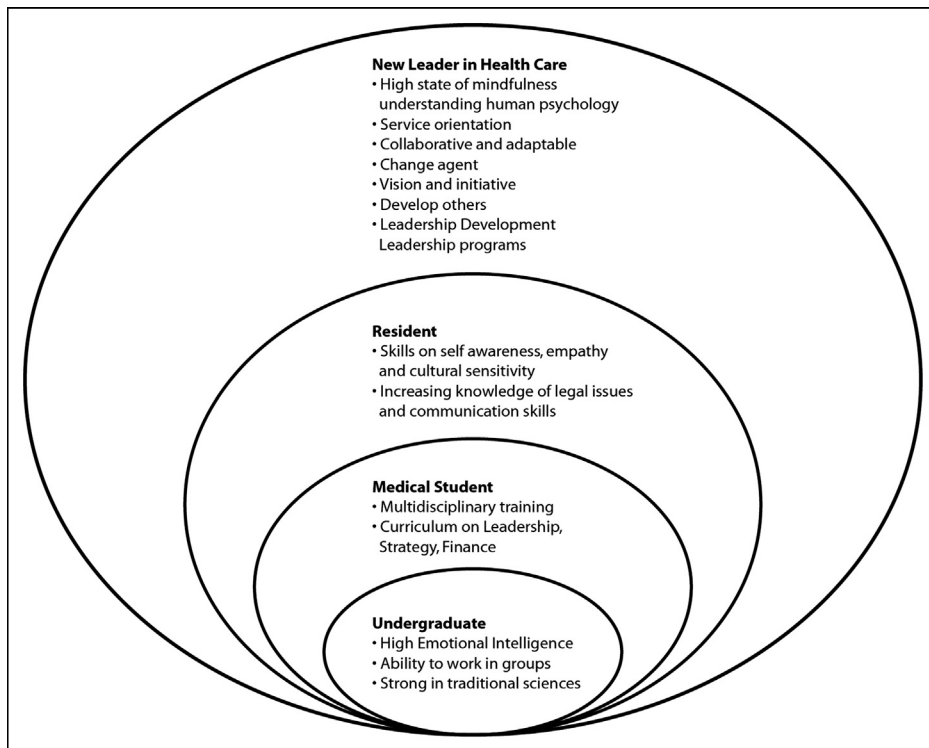 New Leader in Health Care
• High state of mindfulness
understanding human psychology
• Service orientation
• Collaborative and adaptable
• Change agent
• Vision and initiative
• Develop others
• Leadership Development
Leadership programs
Resident
• Skills on self awareness, empathy
and cultural sensitivity
• Increasing knowledge of legal issues
and communication skills
Medical Student
• Multidisciplinary training
• Curriculum on Leadership,
Strategy, Finance
Undergraduate
• High Emotional Intelligence
• Ability to work in groups
• Strong in traditional sciences